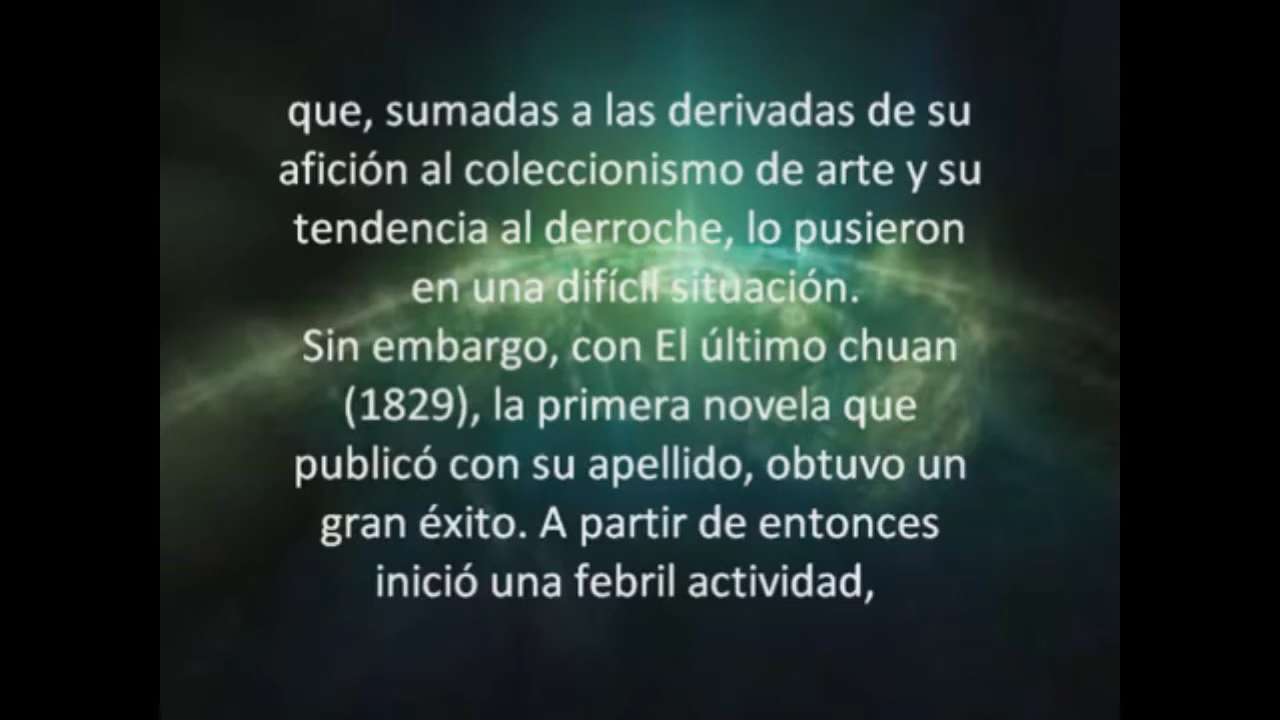 que, sumadas a las derivadas de su
afición al coleccionismo de arte y su
tendencia al derroche, lo pusieron
en una difícil situación.
Sin embargo, con El último chuan
(1829), la primera novela que
publicó con su apellido, obtuvo un
gran éxito. A partir de entonces
inició una febril actividad,